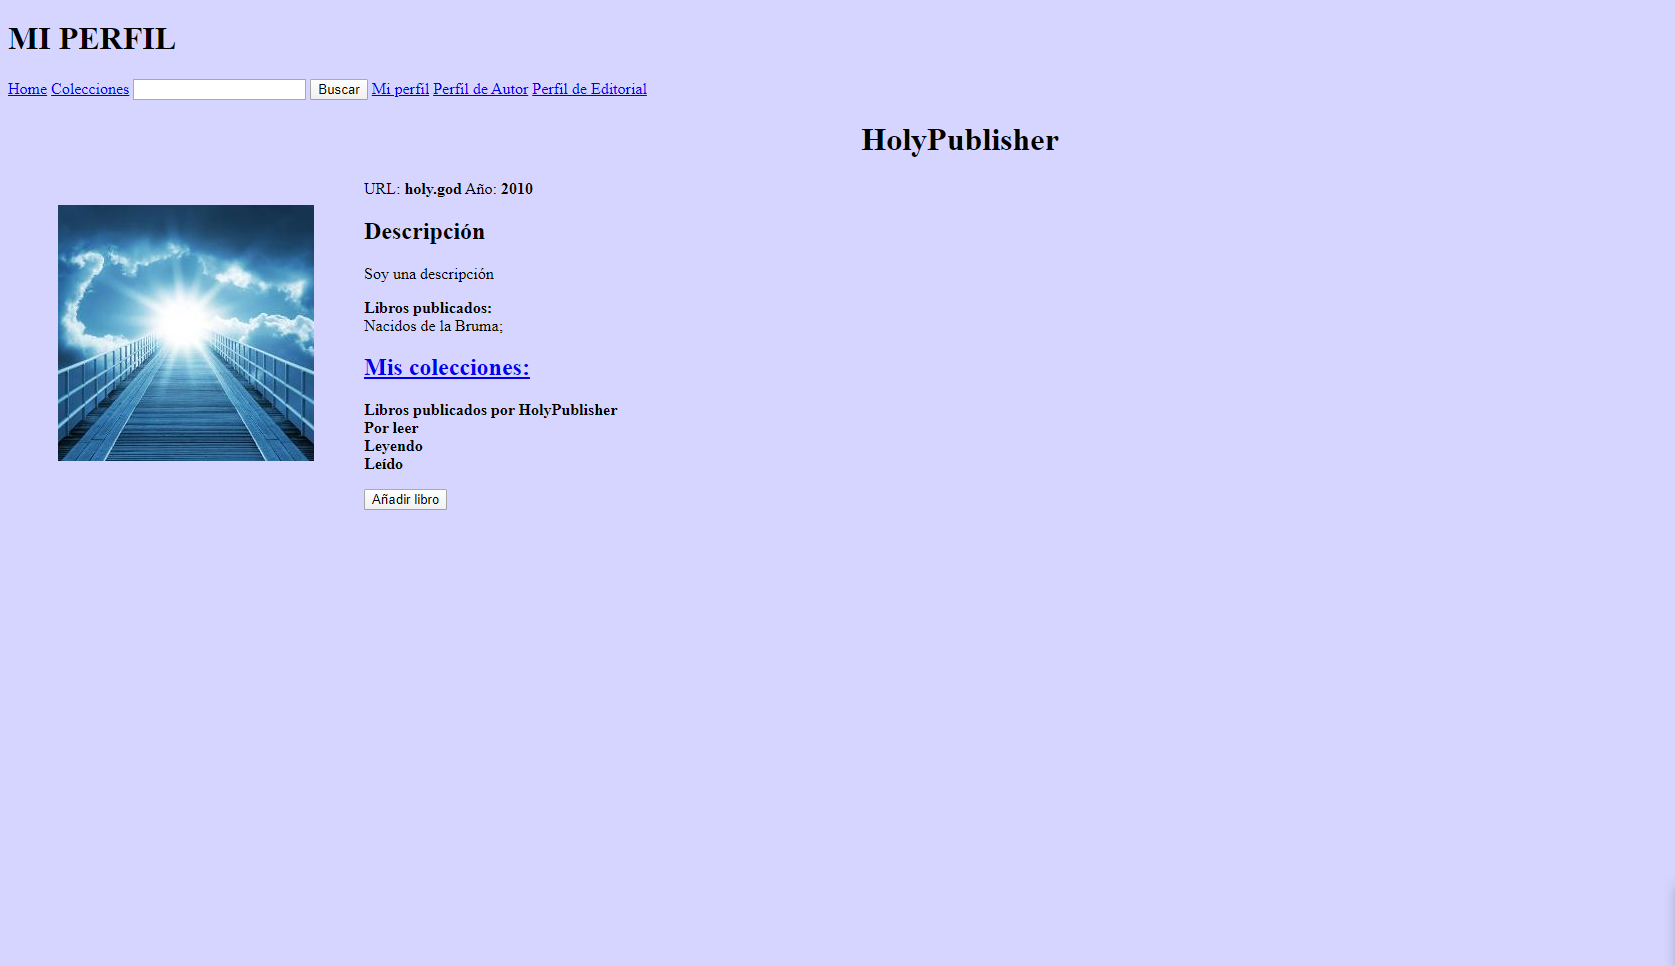 MI PERFIL
Home Colecciones Buscar Mi perfil Perfil de Autor Perfil de Editorial
HolyPublisher
URL: holy.god Año: 2010
Descripción
Soy una descripción
Libros publicados:
Nacidos de la Bruma;
Mis colecciones:
Libros publicados por HolyPublisher
Por leer
Leyendo
Leído
Añadir libro